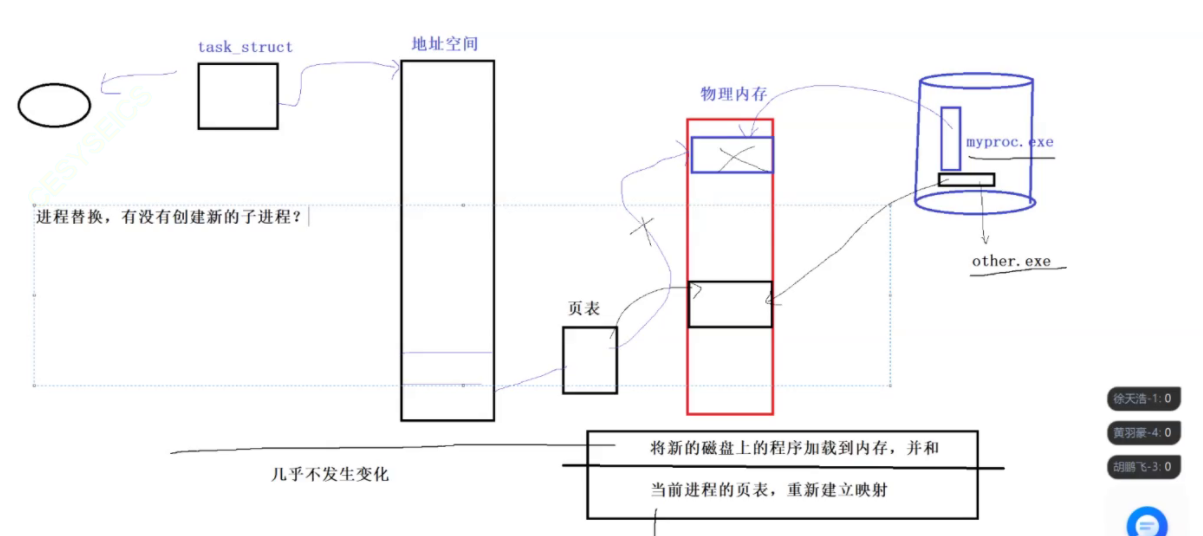 task_struct
地址空间
物理内存
myproc.exe
进程替换，有没有创建新的子进程？
other.exe
页表
徐天浩-1: 0
黄羽豪-4: 0
胡鹏飞-3: 0
将新的磁盘上的程序加载到内存，并和
几乎不发生变化
当前进程的页表，重新建立映射